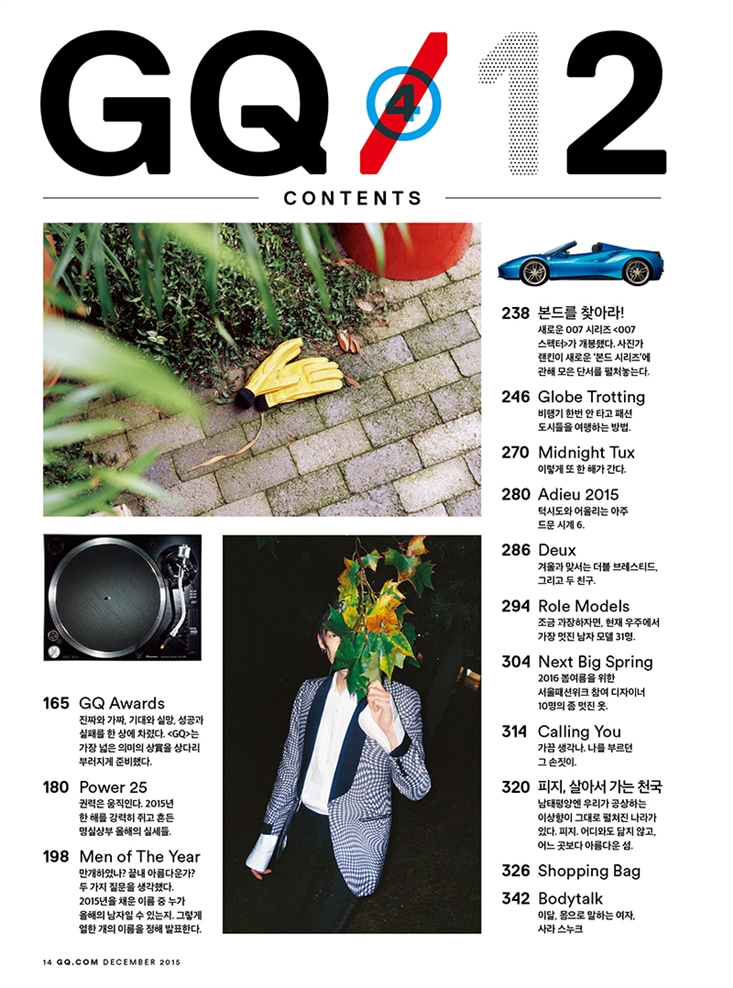 GQ 4 12
CONTENTS
238 본드를 찾아라!
새로운 007 시리즈 <007
스펙터>가 개봉했다. 사진가
랜킨이 새로운 '본드 시리즈'에
관해 모은 단서를 펼쳐놓는다.
246 Globe Trotting
비행기 한번 안 타고 패션
도시들을 여행하는 방법.
270 Midnight Tux
이렇게 또 한 해가 간다.
280 Adieu 2015
턱시도와 어울리는 아주
드문 시계 6.
286 Deux
겨울과 맞서는 더블 브레스티드,
그리고 두 친구.
294 Role Models
조금 과장하자면, 현재 우주에서
가장 멋진 남자 모델 31명.
304 Next Big Spring
2016 봄여름을 위한
서울패션위크 참여 디자이너
10명의 좀 멋진 옷.
314 Calling You
가끔 생각나. 나를 부르던
그 손짓이.
320 피지, 살아서 가는 천국
남태평양엔 우리가 공상하는
이상향이 그대로 펼쳐진 나라가
있다. 피지. 어디와도 닮지 않고,
어느 곳보다 아름다운 섬.
326 Shopping Bag
342 Bodytalk
이달, 몸으로 말하는 여자,
사라 스누크
165 GQ Awards
진짜와 가짜, 기대와 실망, 성공과
실패를 한 상에 차렸다. <GQ>는
가장 넓은 의미의 상賞을 상다리
부러지게 준비했다.
180 Power 25
권력은 움직인다. 2015년
한 해를 강력히 쥐고 흔든
명실상부 올해의 실세들.
198 Men of The Year
만개하였나? 끝내 아름다운가?
두 가지 질문을 생각했다.
2015년을 채운 이름 중 누가
올해의 남자일 수 있는지. 그렇게
열한 개의 이름을 정해 발표한다.
14 GQ.COM DECEMBER 2015